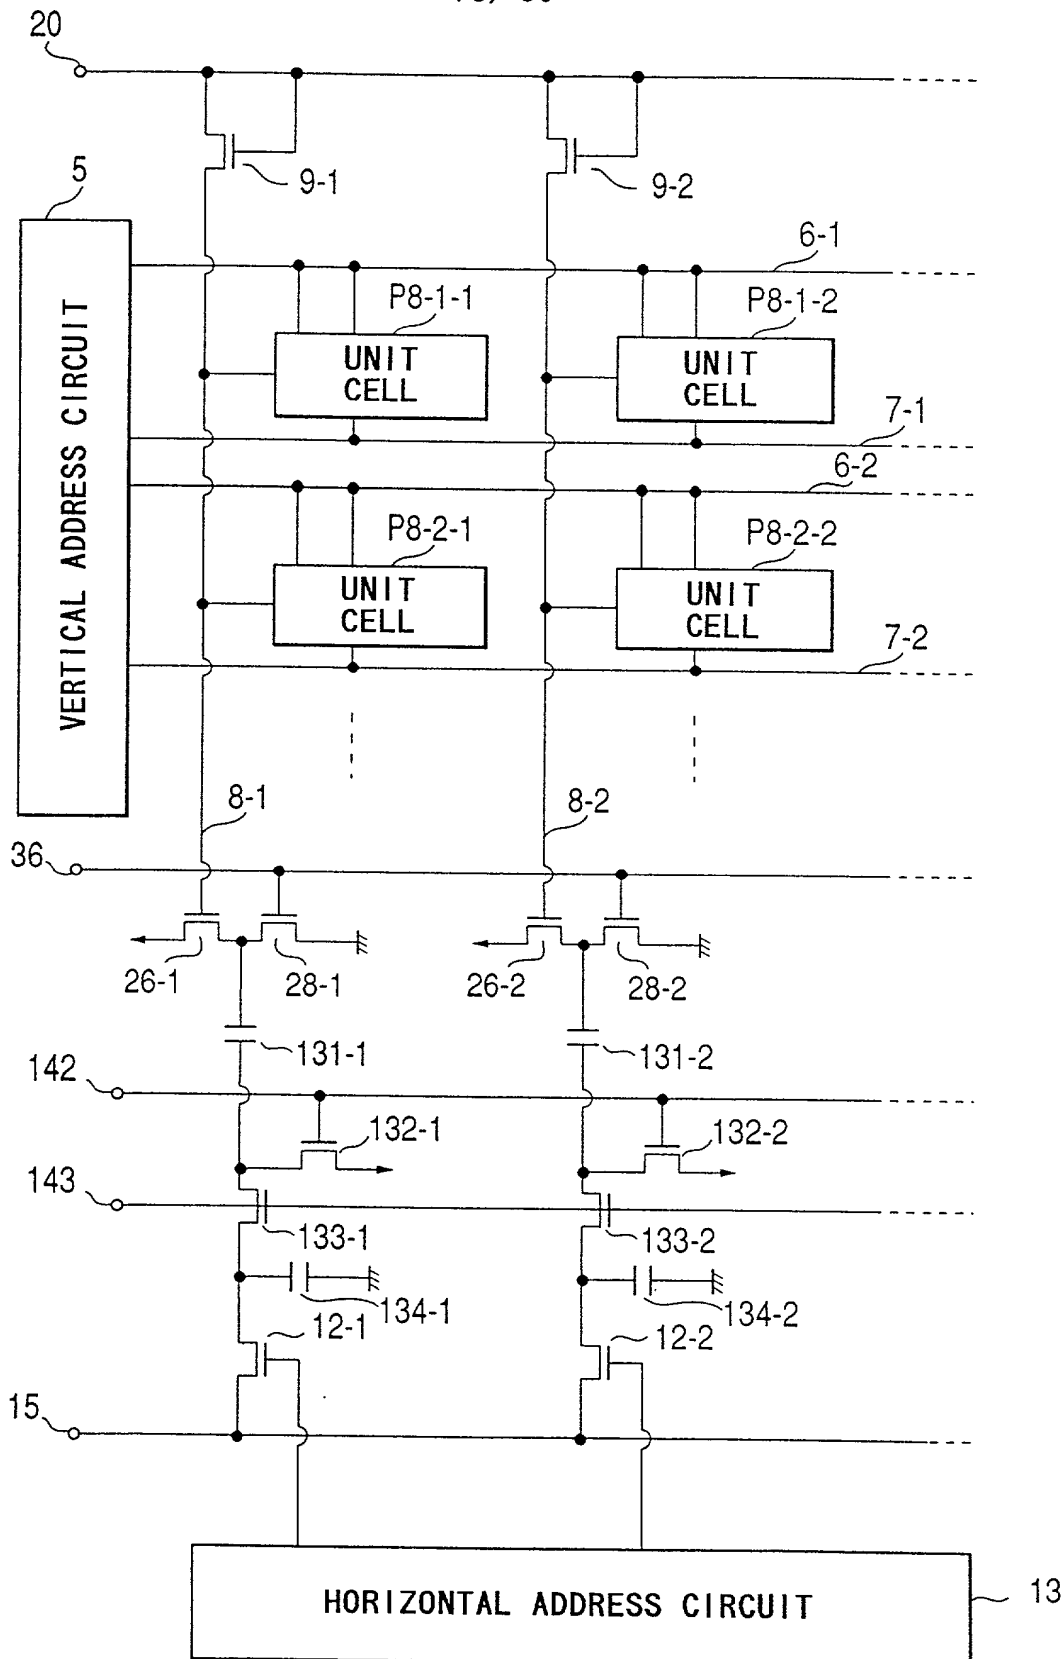 20
9-1
9-2
5
VERTICAL ADDRESS CIRCUIT
6-1
P8-1-1
P8-1-2
UNIT
CELL
UNIT
CELL
7-1
6-2
P8-2-1
P8-2-2
UNIT
CELL
UNIT
CELL
7-2
8-1
8-2
36
26-1
28-1
26-2
28-2
131-1
131-2
142
132-1
132-2
143
133-1
133-2
134-1
134-2
12-1
12-2
15
HORIZONTAL ADDRESS CIRCUIT
13